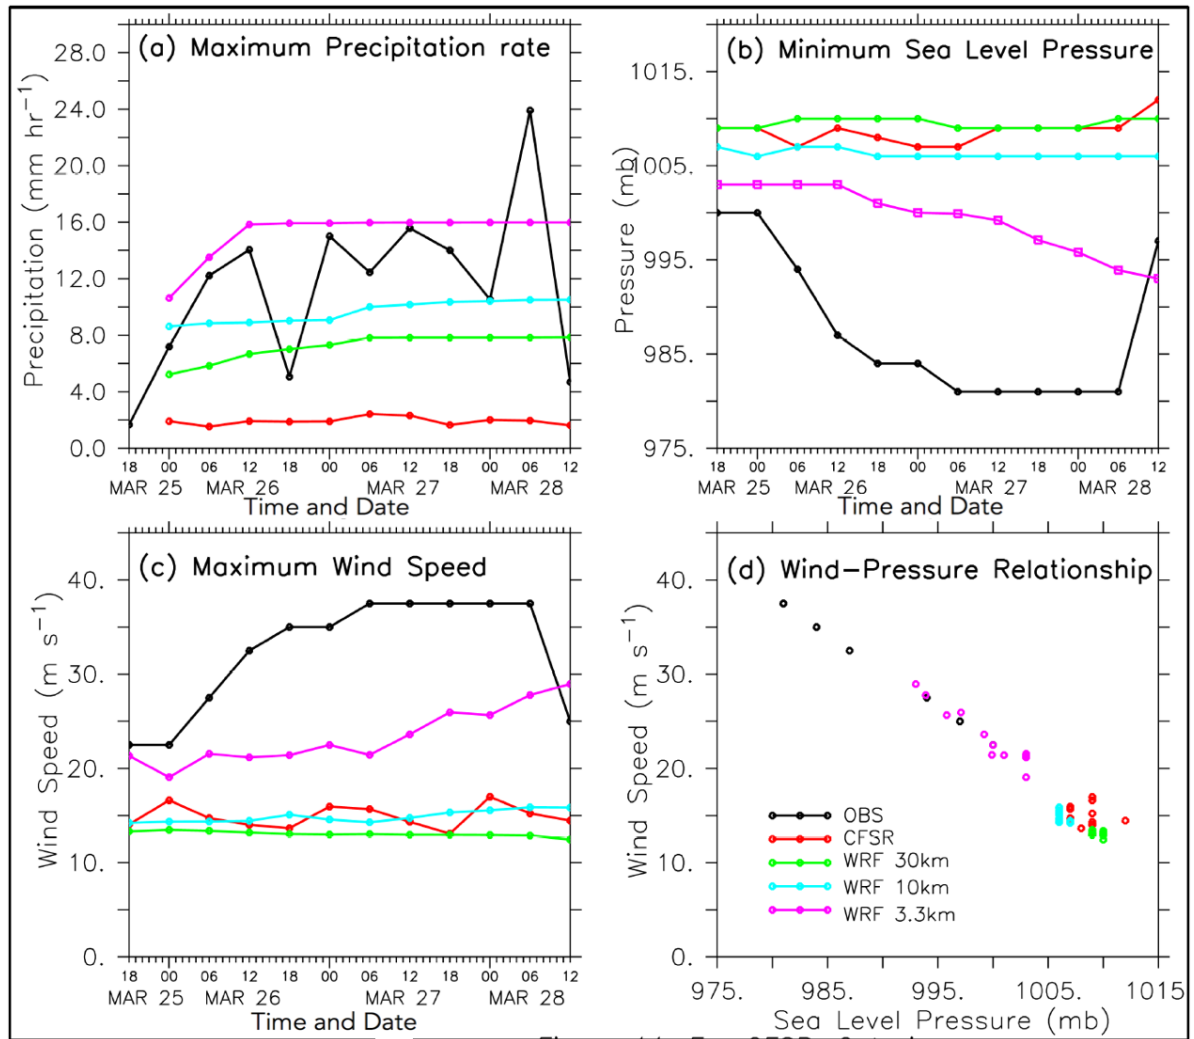 (a) Maximum Precipitation rate
28.0
24.0
20.0
16.0
12.0
8.0
4.0
0.0
Precipitation (mm hr−1)
18 00 06 12 18 00 06 12 18 00 06 12
MAR 25 MAR 26 MAR 27 MAR 28
Time and Date
(b) Minimum Sea Level Pressure
1015.
1005.
995.
985.
975.
Pressure (mb)
18 00 06 12 18 00 06 12 18 00 06 12
MAR 25 MAR 26 MAR 27 MAR 28
Time and Date
(c) Maximum Wind Speed
40.
30.
20.
10.
0.
Wind Speed (m s−1)
18 00 06 12 18 00 06 12 18 00 06 12
MAR 25 MAR 26 MAR 27 MAR 28
Time and Date
(d) Wind−Pressure Relationship
40.
30.
20.
10.
0.
Wind Speed (m s−1)
OBS
CFSR
WRF 30km
WRF 10km
WRF 3.3km
975. 985. 995. 1005. 1015
Sea Level Pressure (mb)